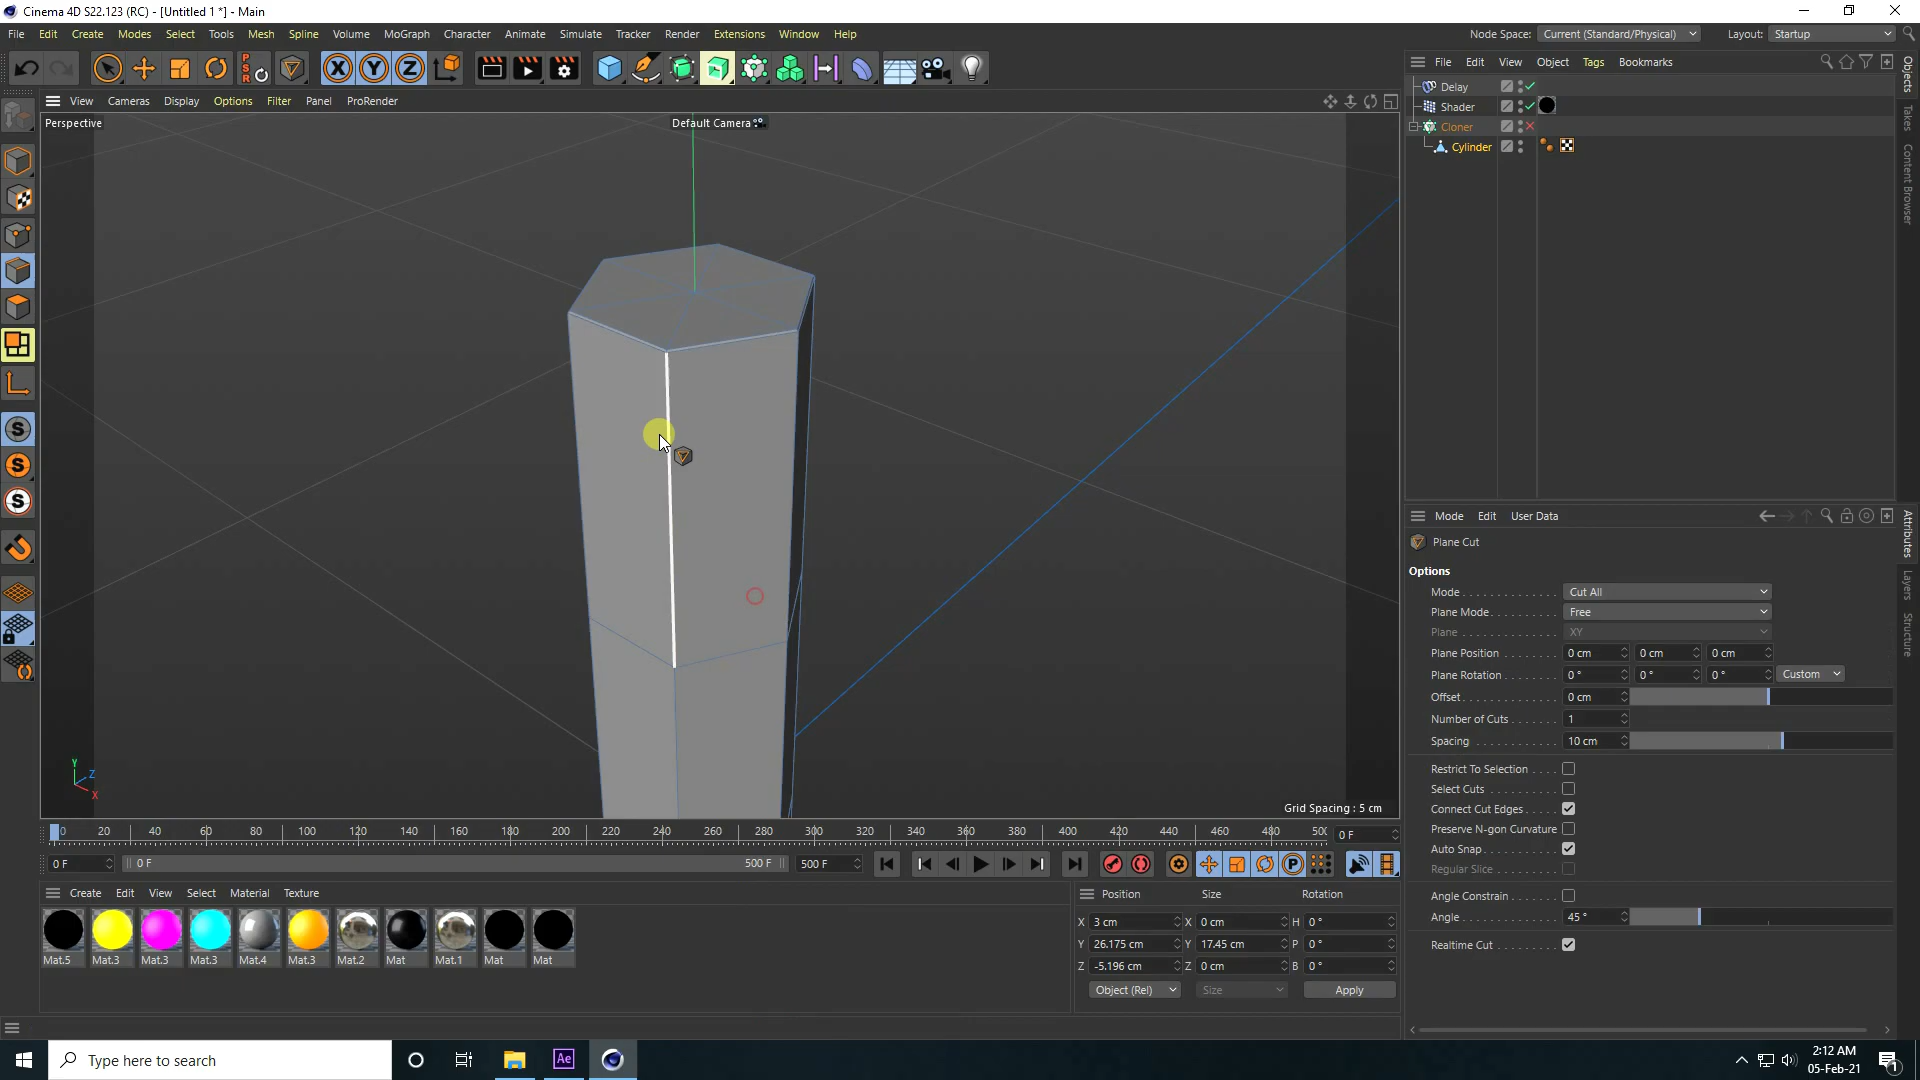 Cinema 4D S22.123 (RC) - [Untitled 1 *] - Main
File Edit Create Modes Select Tools Mesh Spline Volume MoGraph Character Animate Simulate Tracker Render Extensions Window Help
Node Space: Current (Standard/Physical) Layout: Startup
File Edit View Object Tags Bookmarks
View Cameras Display Options Filter Panel ProRender
Perspective
Default Camera
Delay
Shader
Cloner
Cylinder
Objects
Takes
Content Browser
Mode Edit User Data
Plane Cut
Options
Mode Cut All
Plane Mode Free
Plane XY
Plane Position 0 cm 0 cm 0 cm
Plane Rotation 0 ° 0 ° 0 ° Custom
Offset 0 cm
Number of Cuts 1
Spacing 10 cm
Restrict To Selection
Select Cuts
Connect Cut Edges
Preserve N-gon Curvature
Auto Snap
Regular Slice
Angle Constrain
Angle 45 °
Realtime Cut
Attributes
Layers
Structure
Y
Z
X
Grid Spacing : 5 cm
0 20 40 60 80 100 120 140 160 180 200 220 240 260 280 300 320 340 360 380 400 420 440 460 480 500
0 F
0 F 0 F 500 F 500 F
Create Edit View Select Material Texture
Mat.5 Mat.3 Mat.3 Mat.3 Mat.4 Mat.3 Mat.2 Mat Mat.1 Mat Mat
Position Size Rotation
X 3 cm X 0 cm H 0 °
Y 26.175 cm Y 17.45 cm P 0 °
Z -5.196 cm Z 0 cm B 0 °
Object (Rel) Size Apply
Type here to search
Ae
2:12 AM
05-Feb-21
1